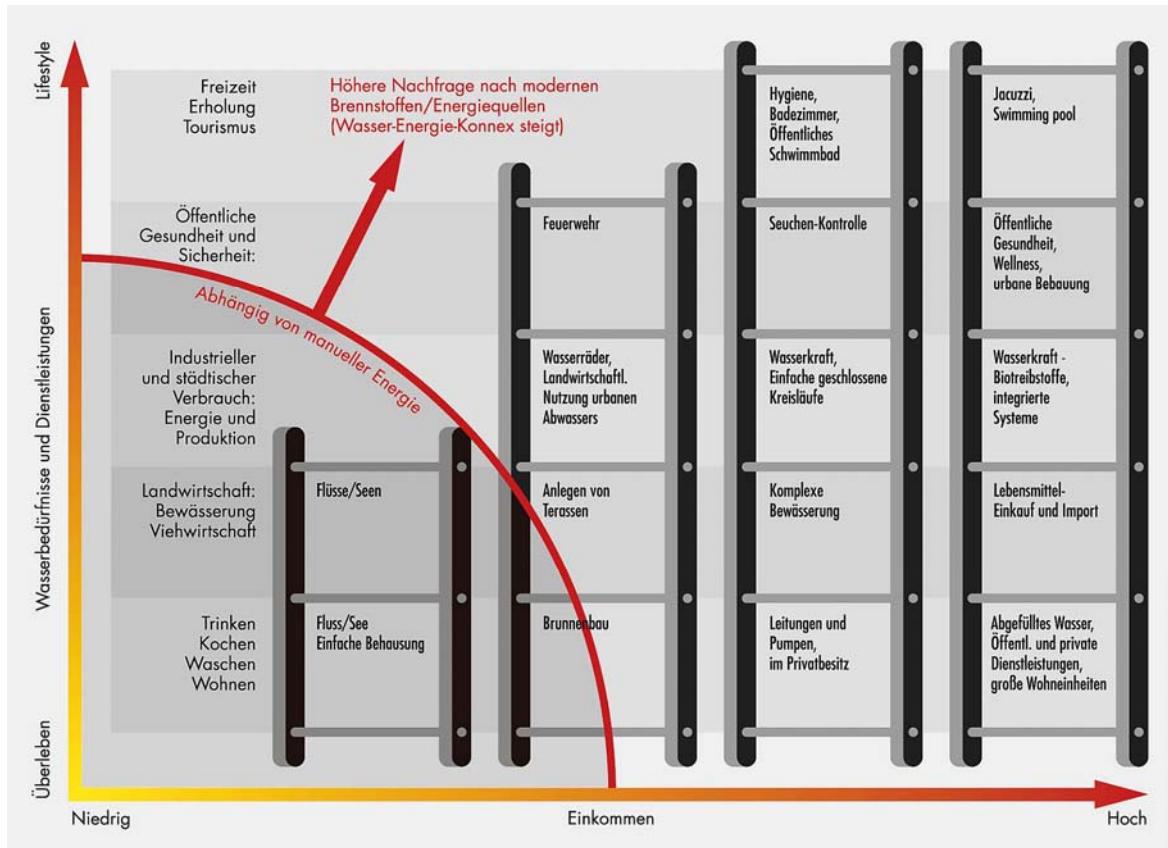 Lifestyle
Wasserbedürfnisse und Dienstleistungen
Überleben
Freizeit
Erholung
Tourismus
Höhere Nachfrage nach modernen
Brennstoffen/Energiequellen
(Wasser-Energie-Konnex steigt)
Hygiene,
Badezimmer,
Öffentliches
Schwimmbad
Jacuzzi,
Swimming pool
Öffentliche
Gesundheit und
Sicherheit:
Feuerwehr
Seuchen-Kontrolle
Öffentliche
Gesundheit,
Wellness,
urbane Bebauung
Abhängig von manueller Energie
Industrieller
und städtischer
Verbrauch:
Energie und
Produktion
Wasserräder,
Landwirtschaftl.
Nutzung urbanen
Abwassers
Wasserkraft,
Einfache geschlossene
Kreisläufe
Wasserkraft -
Biotreibstoffe,
integrierte
Systeme
Landwirtschaft:
Bewässerung
Viehwirtschaft
Flüsse/Seen
Anlegen von
Terassen
Komplexe
Bewässerung
Lebensmittel-
Einkauf und Import
Trinken
Kochen
Waschen
Wohnen
Fluss/See
Einfache Behausung
Brunnenbau
Leitungen und
Pumpen,
im Privatbesitz
Abgefülltes Wasser,
Öffentl. und private
Dienstleistungen,
große Wohneinheiten
Niedrig
Einkommen
Hoch